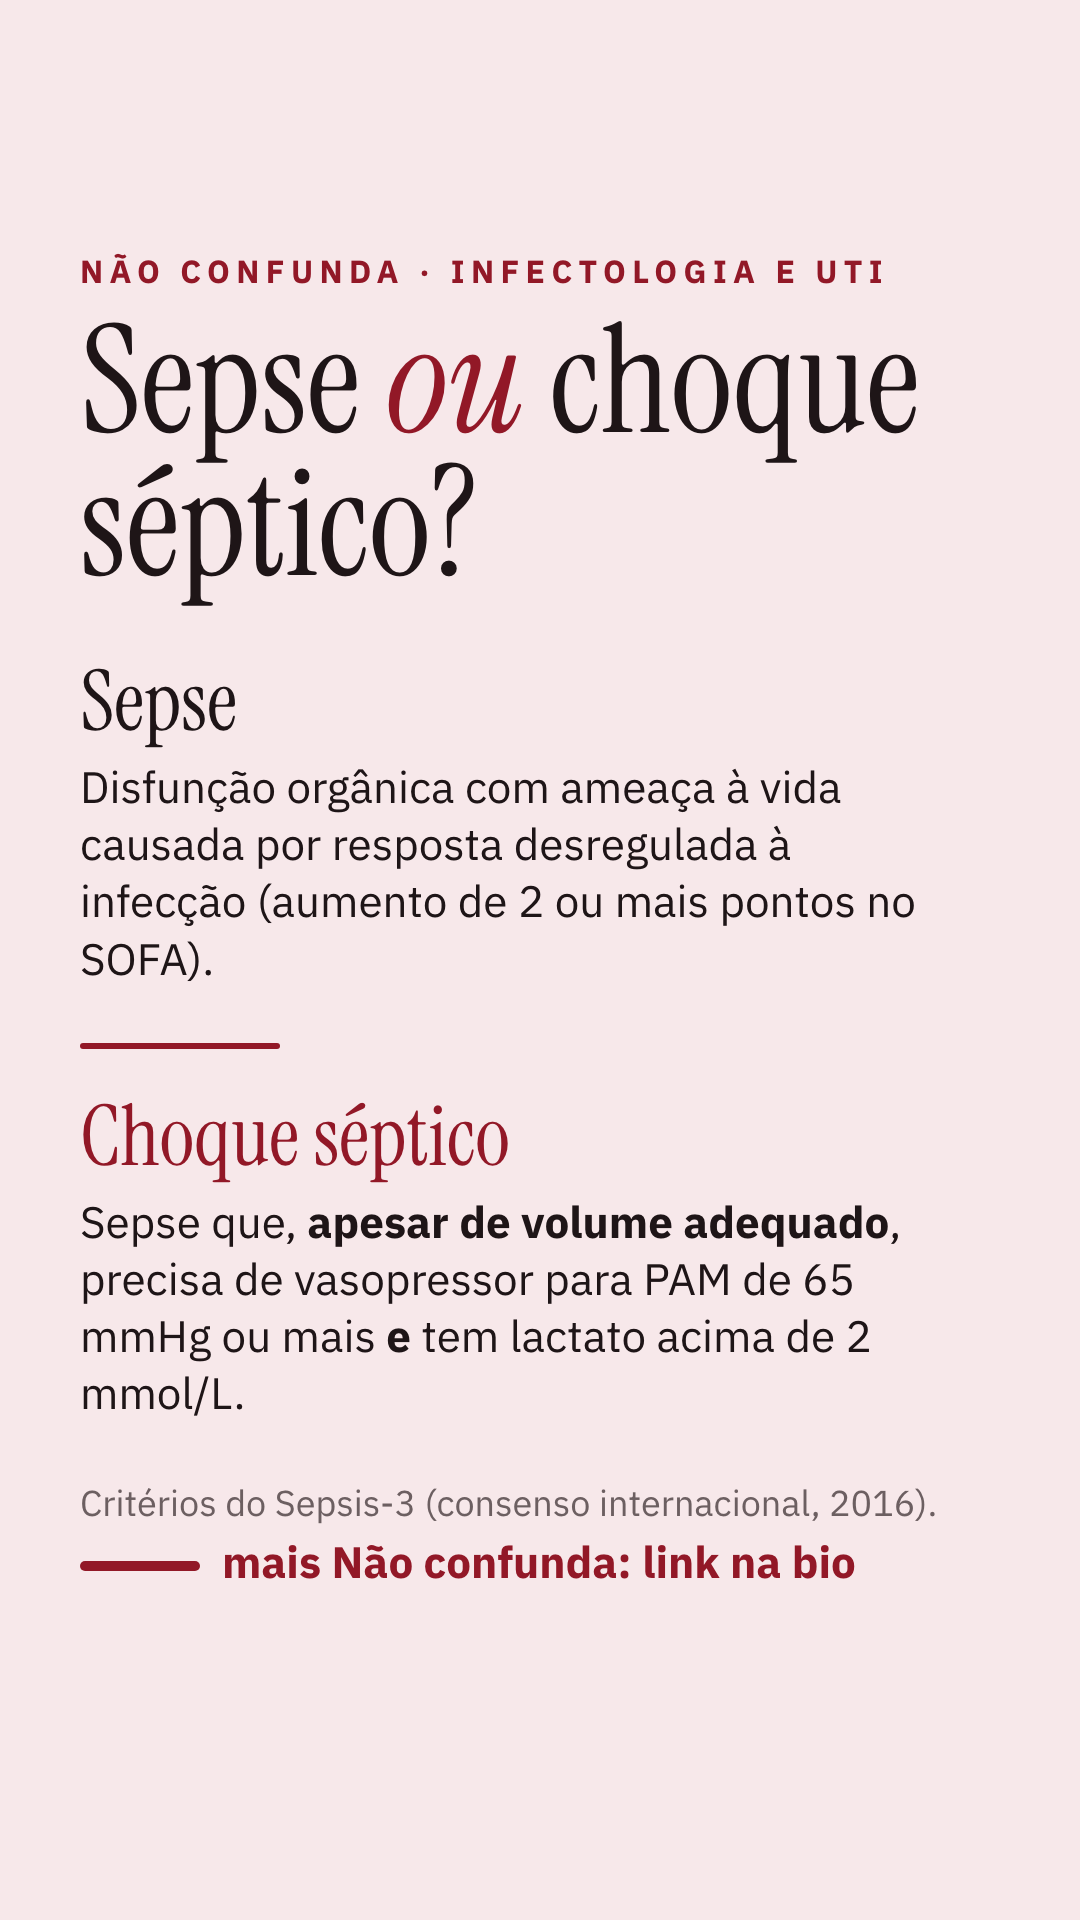 NÃO CONFUNDA · INFECTOLOGIA E UTI
Sepse ou choque
séptico?
Sepse
Disfunção orgânica com ameaça à vida
causada por resposta desregulada à
infecção (aumento de 2 ou mais pontos no
SOFA).
Choque séptico
Sepse que, apesar de volume adequado,
precisa de vasopressor para PAM de 65
mmHg ou mais e tem lactato acima de 2
mmol/L.
Critérios do Sepsis-3 (consenso internacional, 2016).
mais Não confunda: link na bio